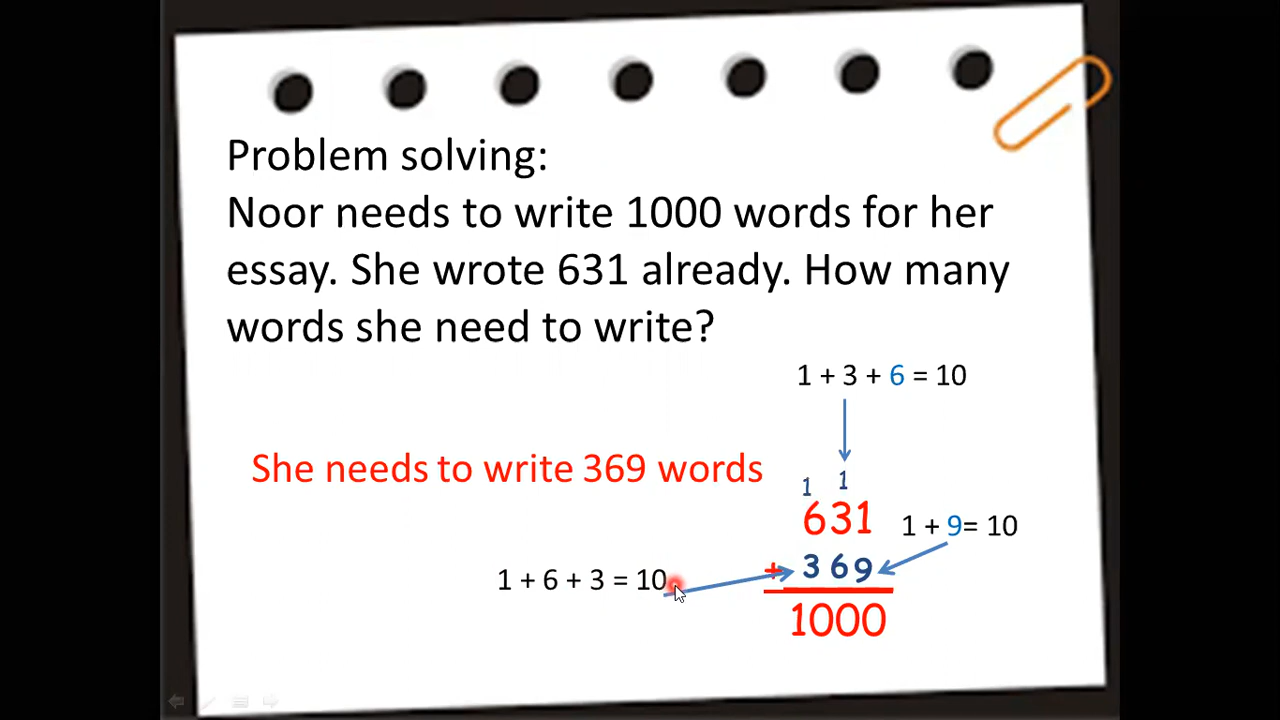 Problem solving:
Noor needs to write 1000 words for her
essay. She wrote 631 already. How many
words she need to write?
1 + 3 + 6 = 10
She needs to write 369 words
1 1
631
1 + 9= 10
1 + 6 + 3 = 10
+ 369
1000